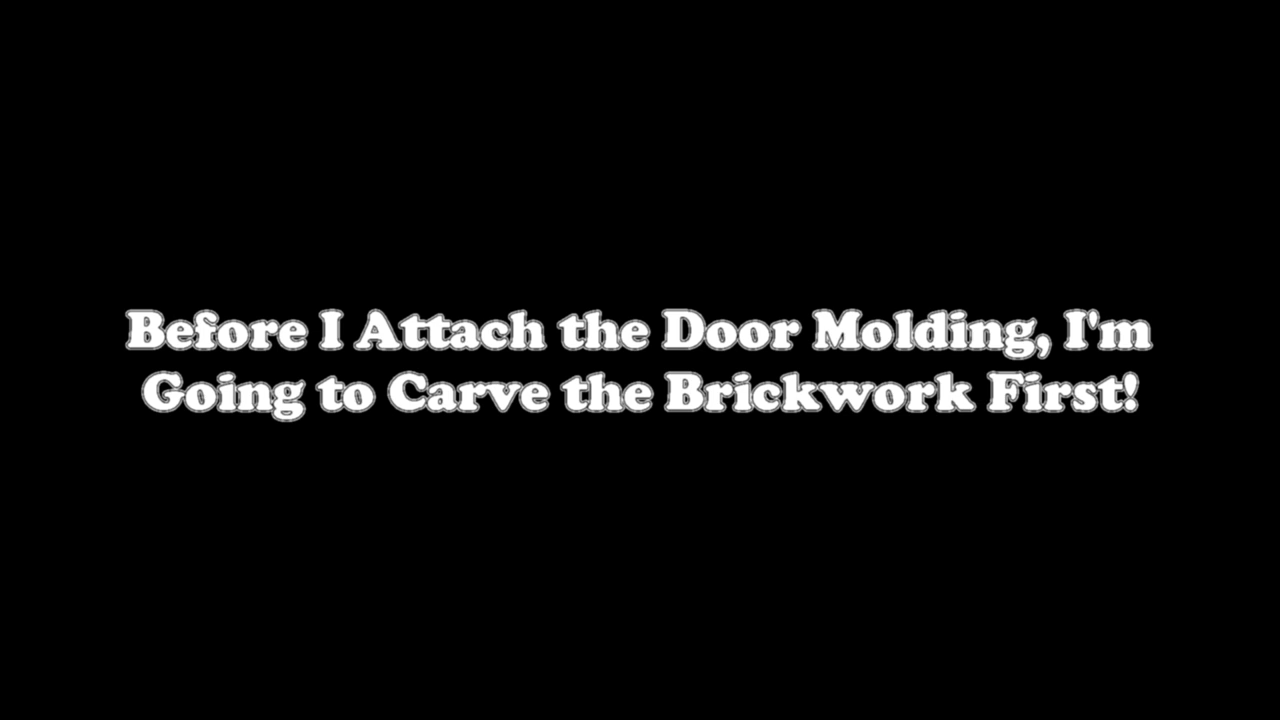 Before I Attach the Door Molding, I'm
Going to Carve the Brickwork First!